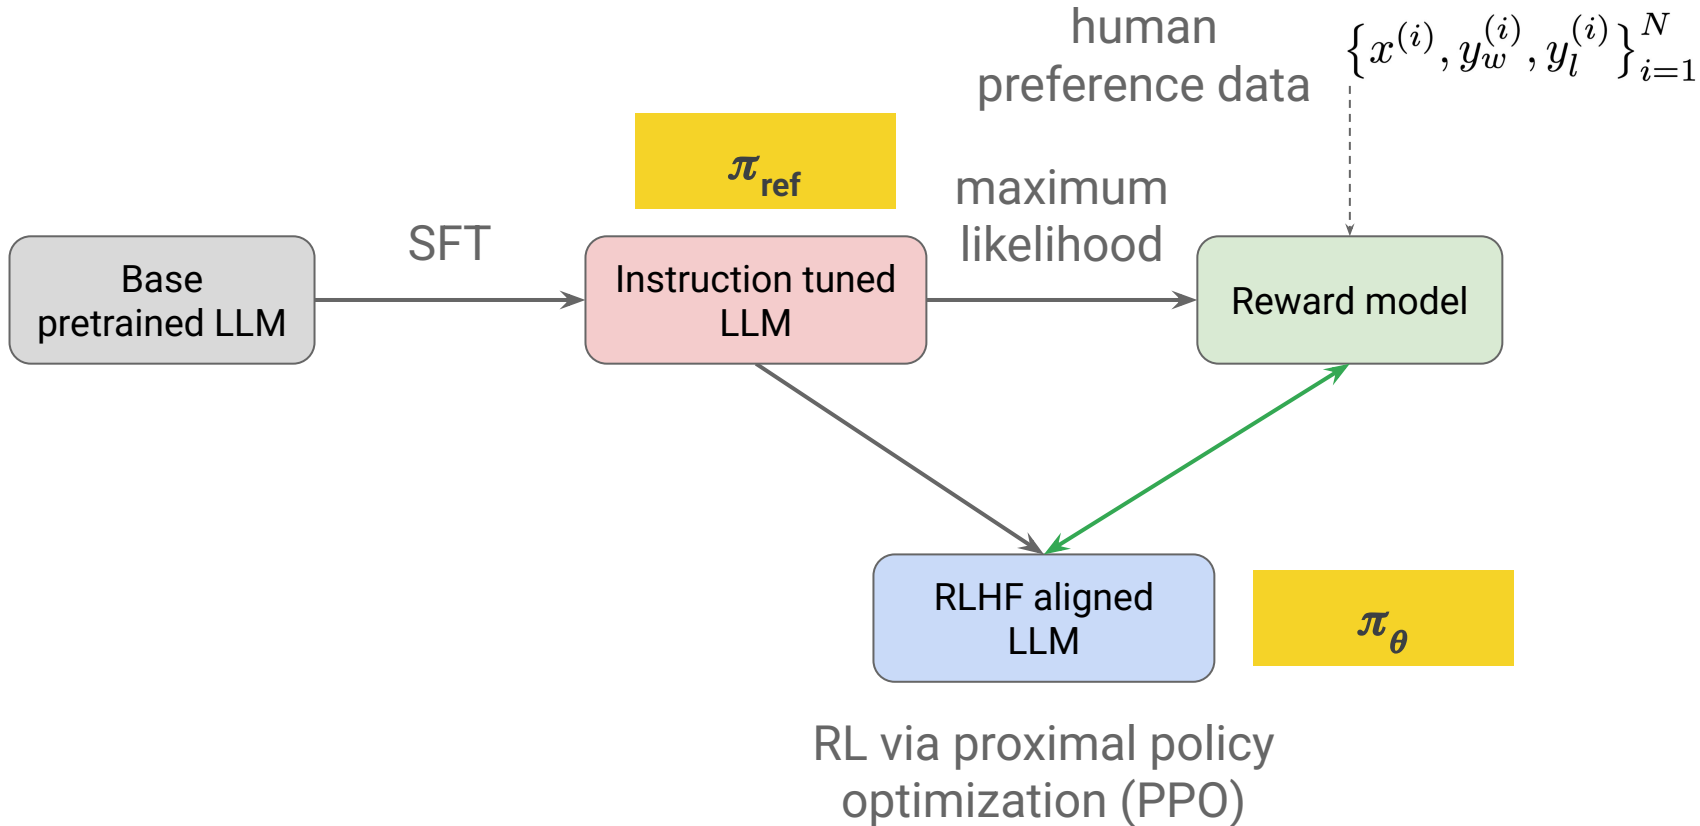 human
preference data
{x^{(i)}, y_w^{(i)}, y_l^{(i)}}_{i=1}^N
π_ref
maximum
likelihood
SFT
Base
pretrained LLM
Instruction tuned
LLM
Reward model
RLHF aligned
LLM
π_θ
RL via proximal policy
optimization (PPO)